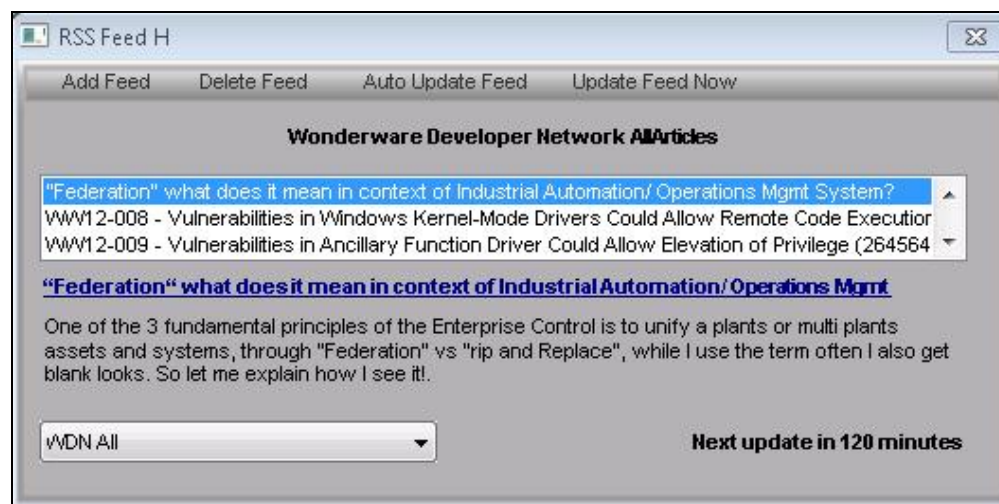 RSS Feed H
Add Feed Delete Feed Auto Update Feed Update Feed Now
Wonderware Developer Network All Articles
"Federation" what does it mean in context of Industrial Automation/ Operations Mgmt System?
WW12-008 - Vulnerabilities in Windows Kernel-Mode Drivers Could Allow Remote Code Execution
WW12-009 - Vulnerabilities in Ancillary Function Driver Could Allow Elevation of Privilege (264564
“Federation“ what does it mean in context of Industrial Automation/ Operations Mgmt
One of the 3 fundamental principles of the Enterprise Control is to unify a plants or multi plants
assets and systems, through "Federation" vs "rip and Replace", while I use the term often I also get
blank looks. So let me explain how I see it!.
WDN All
Next update in 120 minutes